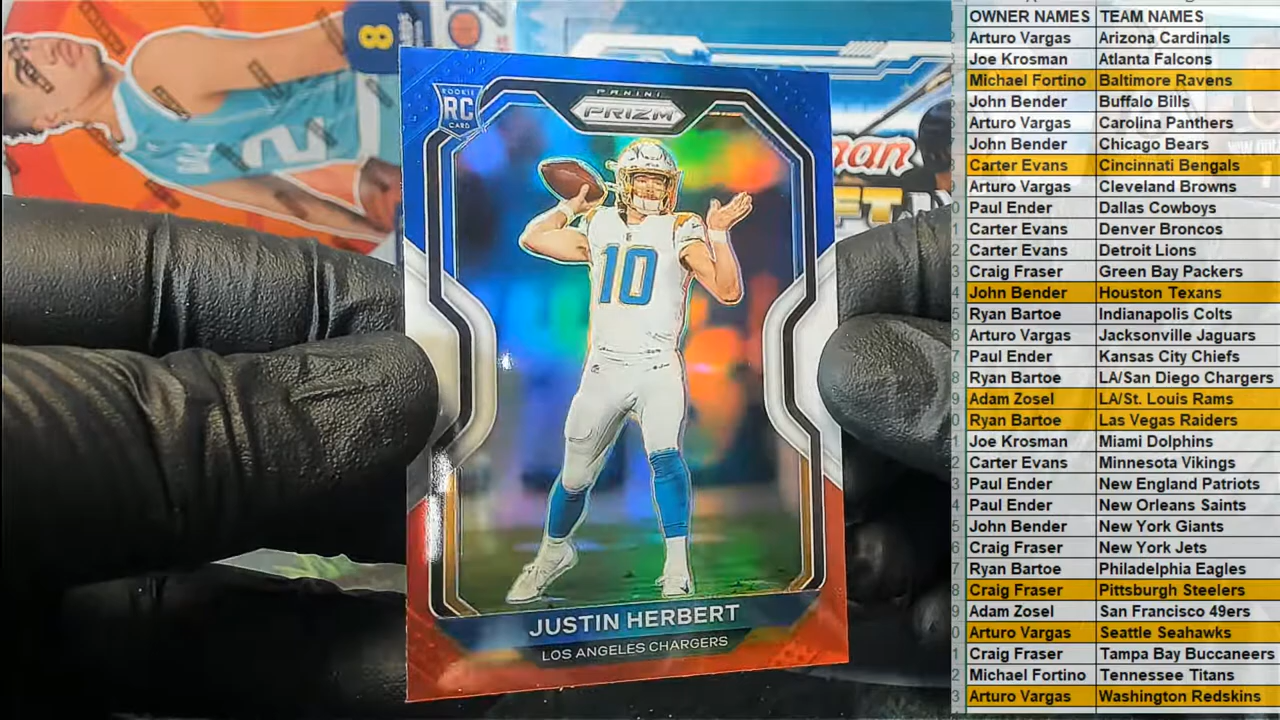 8
2
man
FT
ROOKIE
RC
CARD
PANINI
PRIZM
10
JUSTIN HERBERT
LOS ANGELES CHARGERS
OWNER NAMES TEAM NAMES
Arturo Vargas Arizona Cardinals
Joe Krosman Atlanta Falcons
Michael Fortino Baltimore Ravens
John Bender Buffalo Bills
Arturo Vargas Carolina Panthers
John Bender Chicago Bears
Carter Evans Cincinnati Bengals
Arturo Vargas Cleveland Browns
Paul Ender Dallas Cowboys
Carter Evans Denver Broncos
Carter Evans Detroit Lions
Craig Fraser Green Bay Packers
John Bender Houston Texans
Ryan Bartoe Indianapolis Colts
Arturo Vargas Jacksonville Jaguars
Paul Ender Kansas City Chiefs
Ryan Bartoe LA/San Diego Chargers
Adam Zosel LA/St. Louis Rams
Ryan Bartoe Las Vegas Raiders
Joe Krosman Miami Dolphins
Carter Evans Minnesota Vikings
Paul Ender New England Patriots
Paul Ender New Orleans Saints
John Bender New York Giants
Craig Fraser New York Jets
Ryan Bartoe Philadelphia Eagles
Craig Fraser Pittsburgh Steelers
Adam Zosel San Francisco 49ers
Arturo Vargas Seattle Seahawks
Craig Fraser Tampa Bay Buccaneers
Michael Fortino Tennessee Titans
Arturo Vargas Washington Redskins